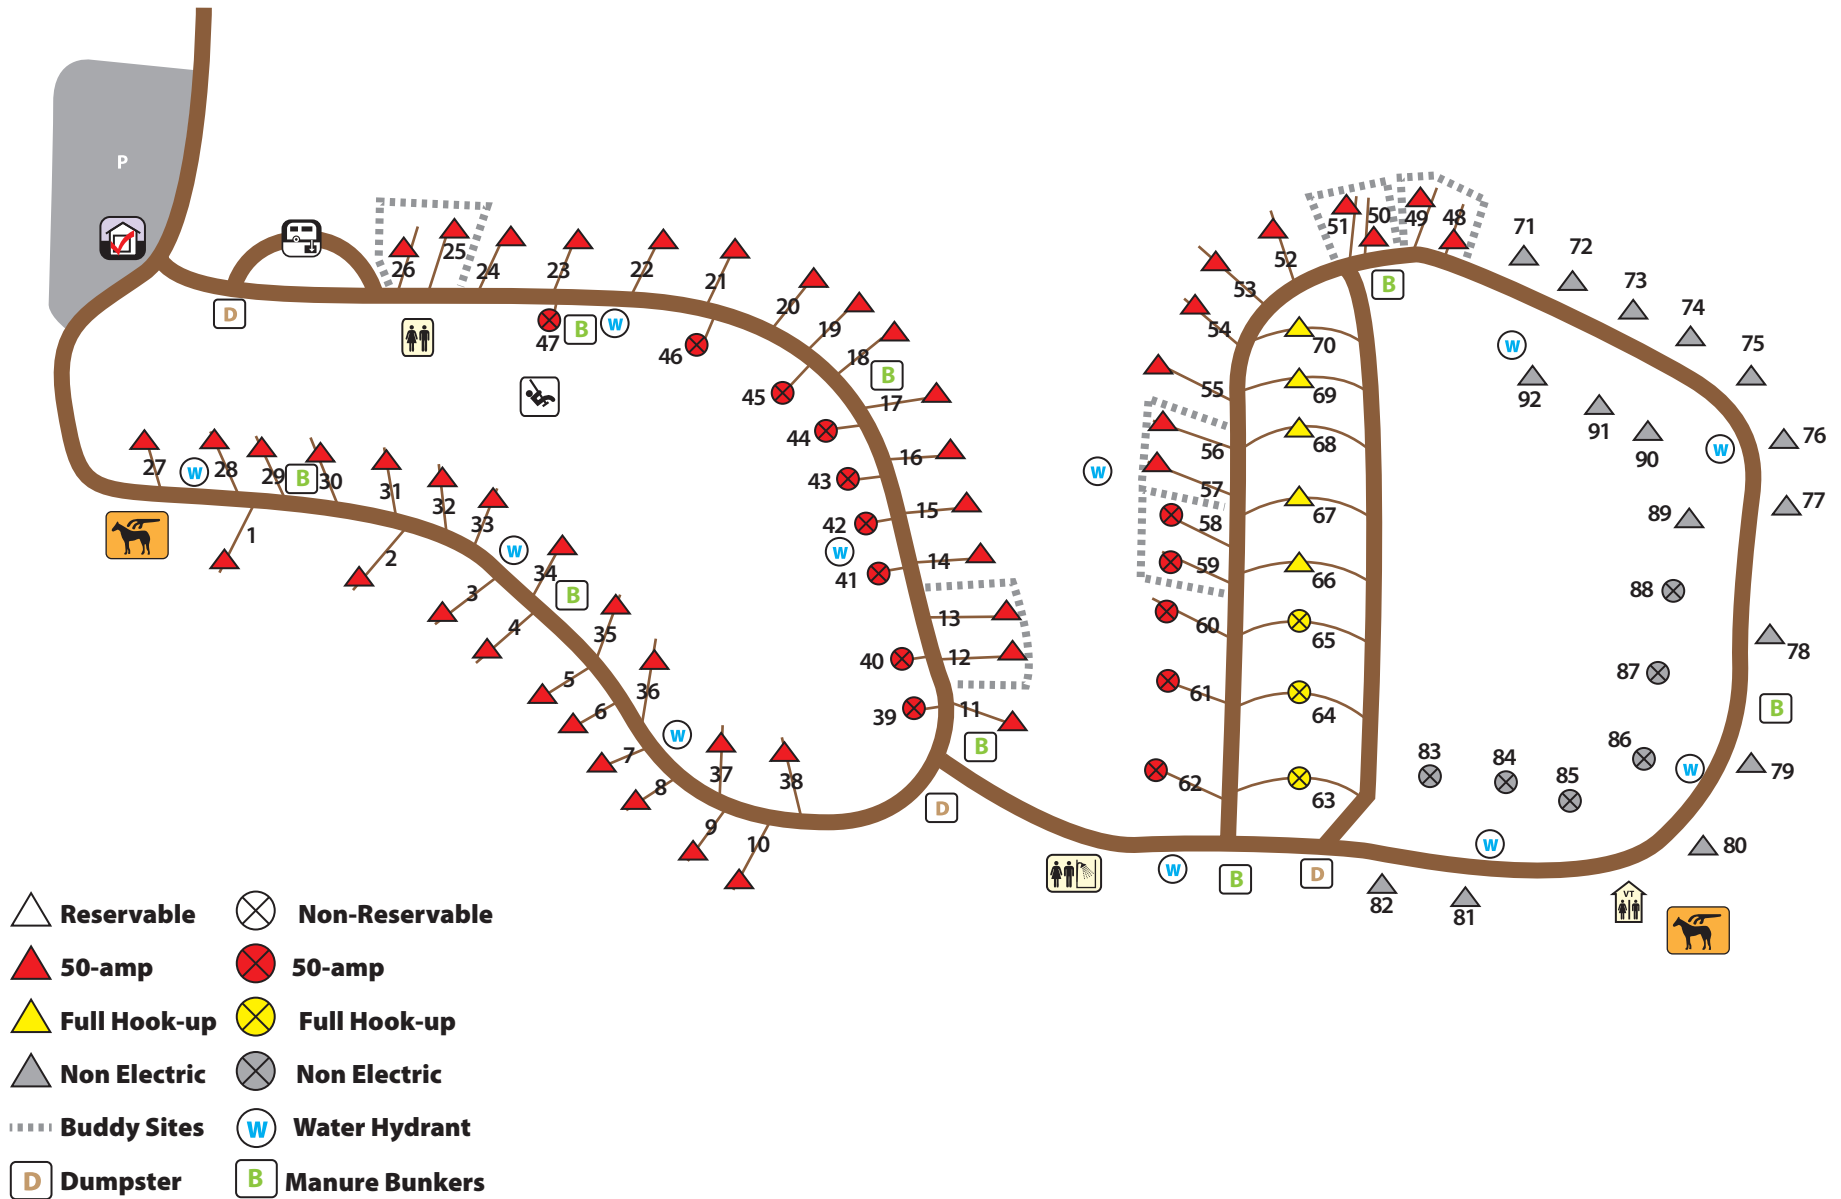 P
51 50 49 48
71
72
52
26 25 24 23 22 21
53
73
74
B
20
D
54
19
47 B W
70
75
46
18
W
B
55 69
92
45 17
91
76
44
56 68
90
W
27 W 28 29 B 30 31 32 33
16
W
43
57
77
15
58 67
89
42
1
2
W
W
14
59 66
41
34
B
3
88
13
60 65
4
35
78
40 12
87
5
36
61 64
6
39 11
B
W
86
7
B
37 38
83 84 85
W
79
8
62 63
D
9
10
W
80
W B D
82 81
VT
Reservable Non-Reservable
50-amp 50-amp
Full Hook-up Full Hook-up
Non Electric Non Electric
Buddy Sites W Water Hydrant
D Dumpster B Manure Bunkers